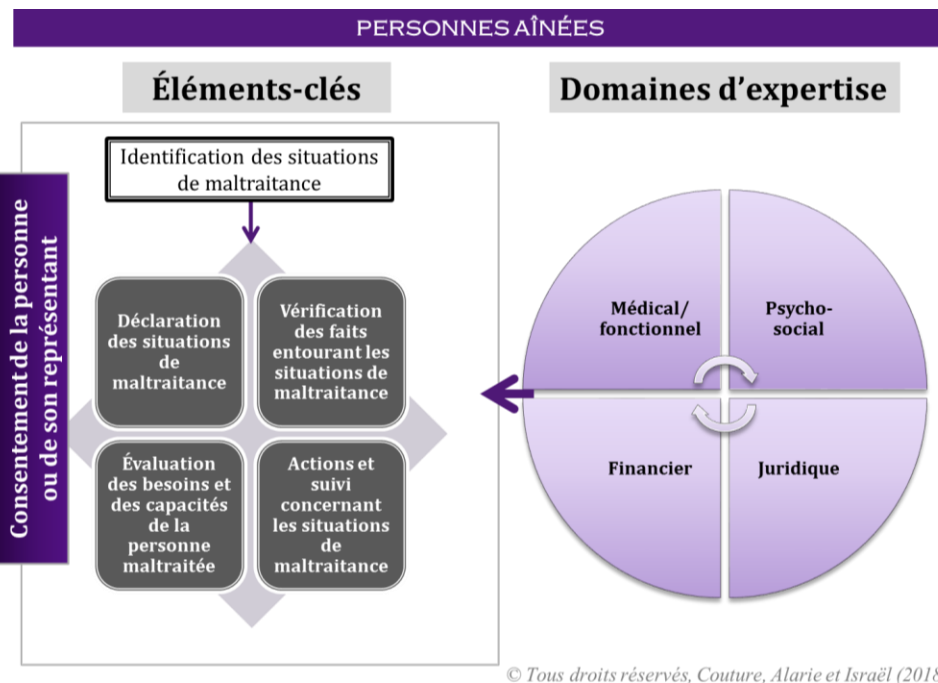 PERSONNES AÎNÉES
Éléments-clés
Domaines d'expertise
Consentement de la personne
ou de son représentant
Identification des situations
de maltraitance
Déclaration
des situations
de
maltraitance
Vérification
des faits
entourant les
situations de
maltraitance
Évaluation
des besoins et
des capacités
de la
personne
maltraitée
Actions et
suivi
concernant
les situations
de
maltraitance
Médical/
fonctionnel
Psycho-
social
Financier
Juridique
© Tous droits réservés, Couture, Alarie et Israël (2018